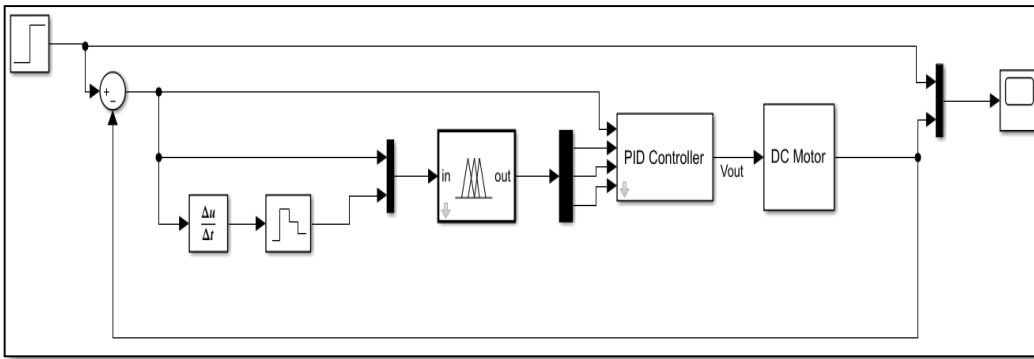 +
−
in
out
PID Controller
Vout
DC Motor
Δu
Δt